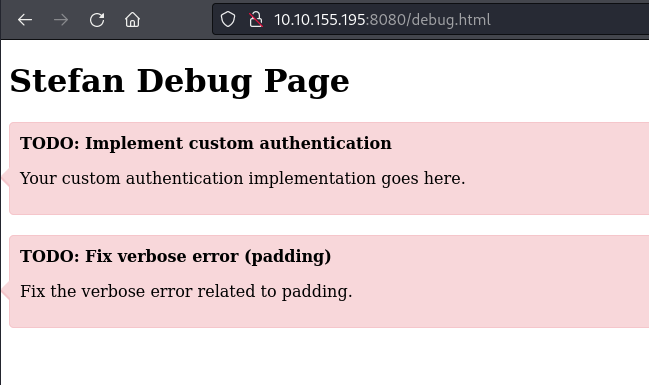 10.10.155.195:8080/debug.html
Stefan Debug Page
TODO: Implement custom authentication
Your custom authentication implementation goes here.
TODO: Fix verbose error (padding)
Fix the verbose error related to padding.